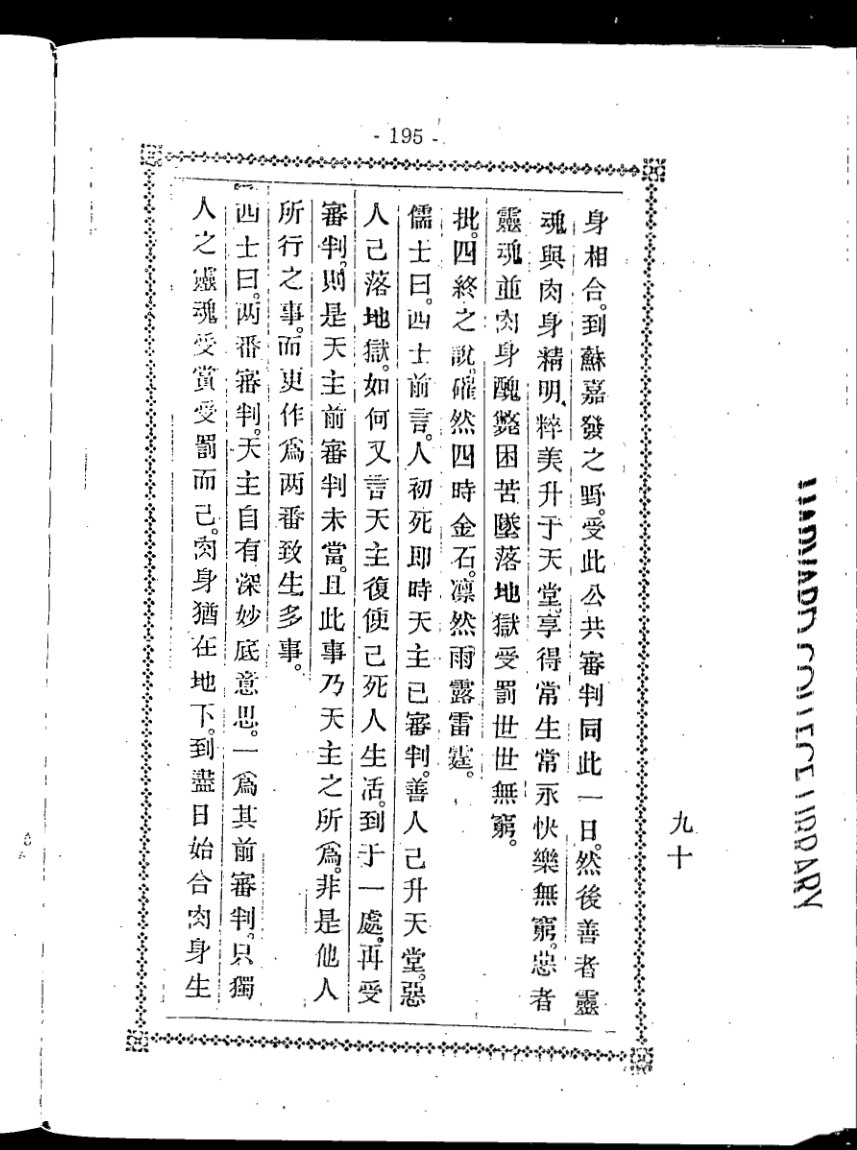 - 195 -
九十
身相合。到蘇嘉發之野。受此公共審判同此一日。然後善者靈
魂與肉身精明、粹美升于天堂。享得常生常永快樂無窮。惡者
靈魂並肉身醜斃困苦墜落地獄受罰世世無窮。
批。四終之說。確然四時金石。凛然雨露雷霆。
儒士曰。西士前言。人初死即時天主已審判。善人已升天堂。惡
人己落地獄。如何又言天主復使己死人生活。到于一處。再受
審判。則是天主前審判未當。且此事乃天主之所爲。非是他人
所行之事。而更作爲两番致生多事。
西士曰。两番審判。天主自有深妙底意思。一爲其前審判。只獨
人之靈魂受賞受罰而己。肉身猶在地下。到盡日始合肉身生
HARVARD COLLEGE LIBRARY